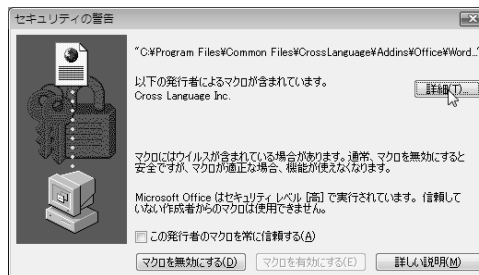 セキュリティの警告
"C:¥Program Files¥Common Files¥CrossLanguage¥Addins¥Office¥Word..."
以下の発行者によるマクロが含まれています。
Cross Language Inc.
詳細(T)...
マクロにはウイルスが含まれている場合があります。通常、マクロを無効にすると
安全ですが、マクロが適正な場合、機能が使えなくなります。
Microsoft Office はセキュリティ レベル [高] で実行されています。信頼して
いない作成者からのマクロは使用できません。
この発行者のマクロを常に信頼する(A)
マクロを無効にする(D) マクロを有効にする(E) 詳しい説明(M)